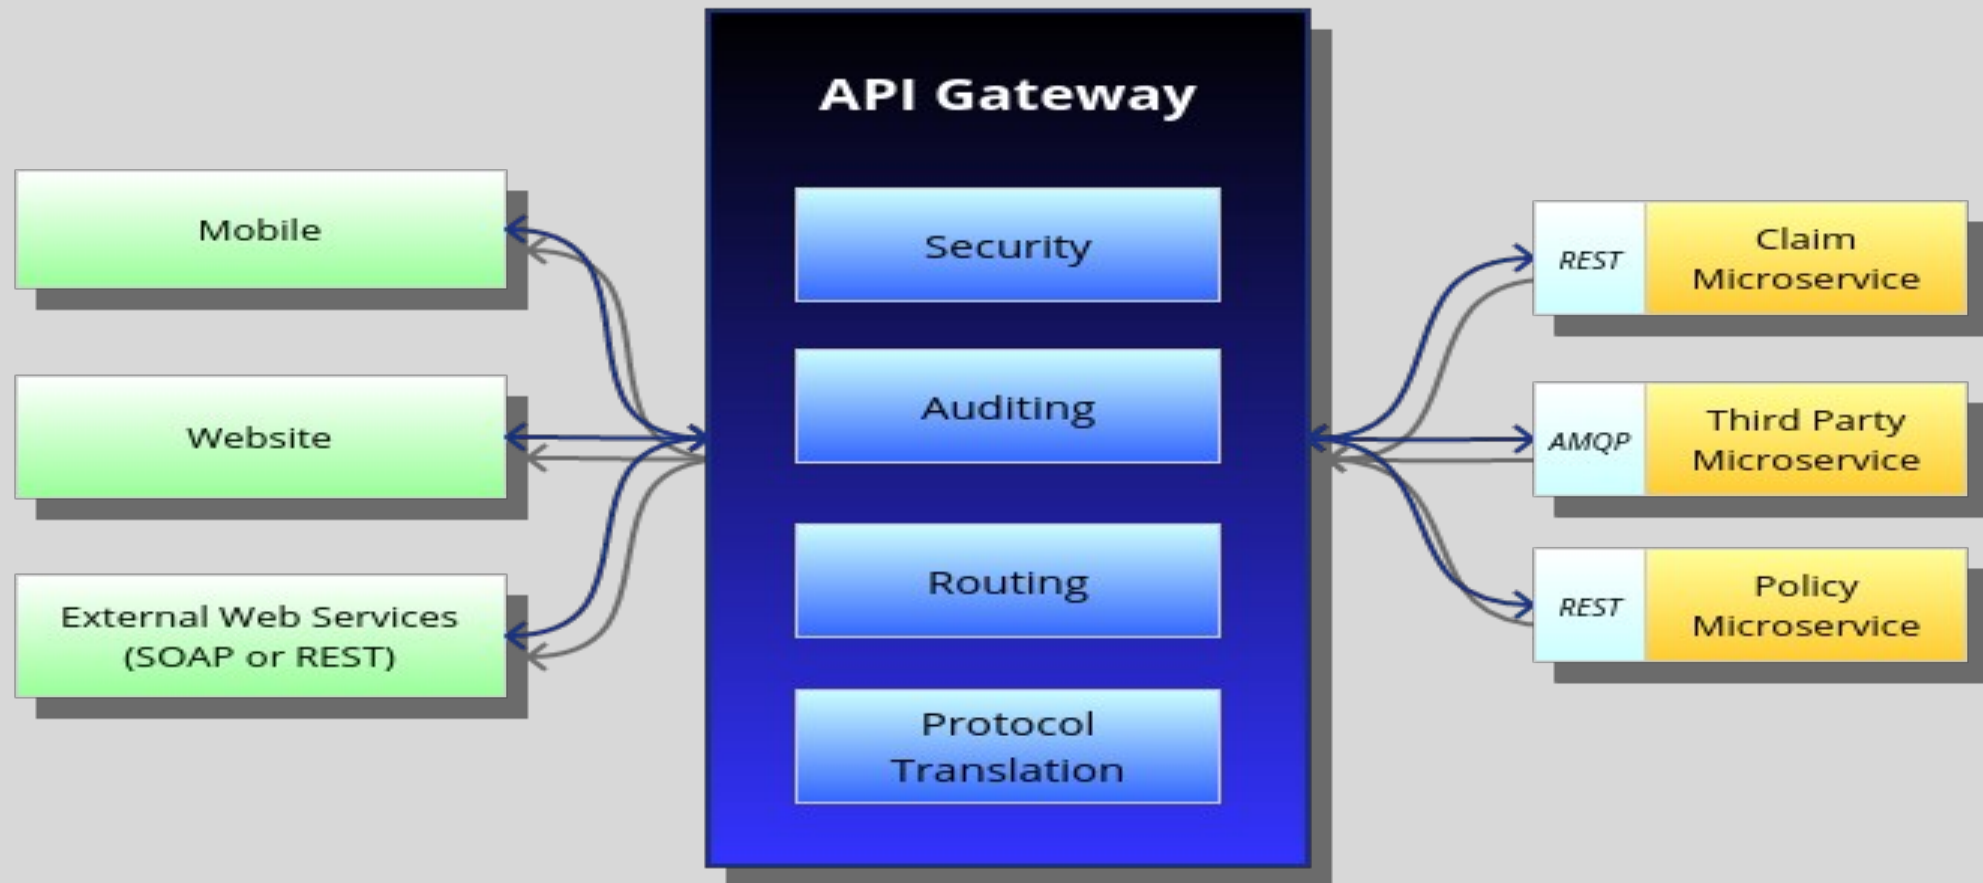 API Gateway
Mobile
Website
External Web Services
(SOAP or REST)
Security
Auditing
Routing
Protocol
Translation
REST
Claim
Microservice
AMQP
Third Party
Microservice
REST
Policy
Microservice